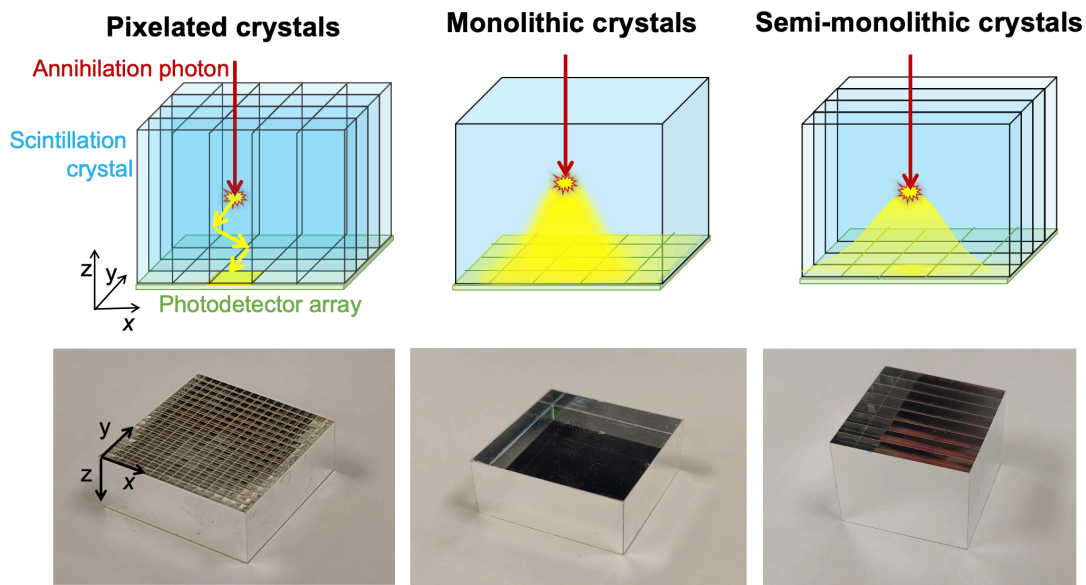 Pixelated crystals
Monolithic crystals
Semi-monolithic crystals
Annihilation photon
Scintillation
crystal
z
y
x
Photodetector array
y
z
x